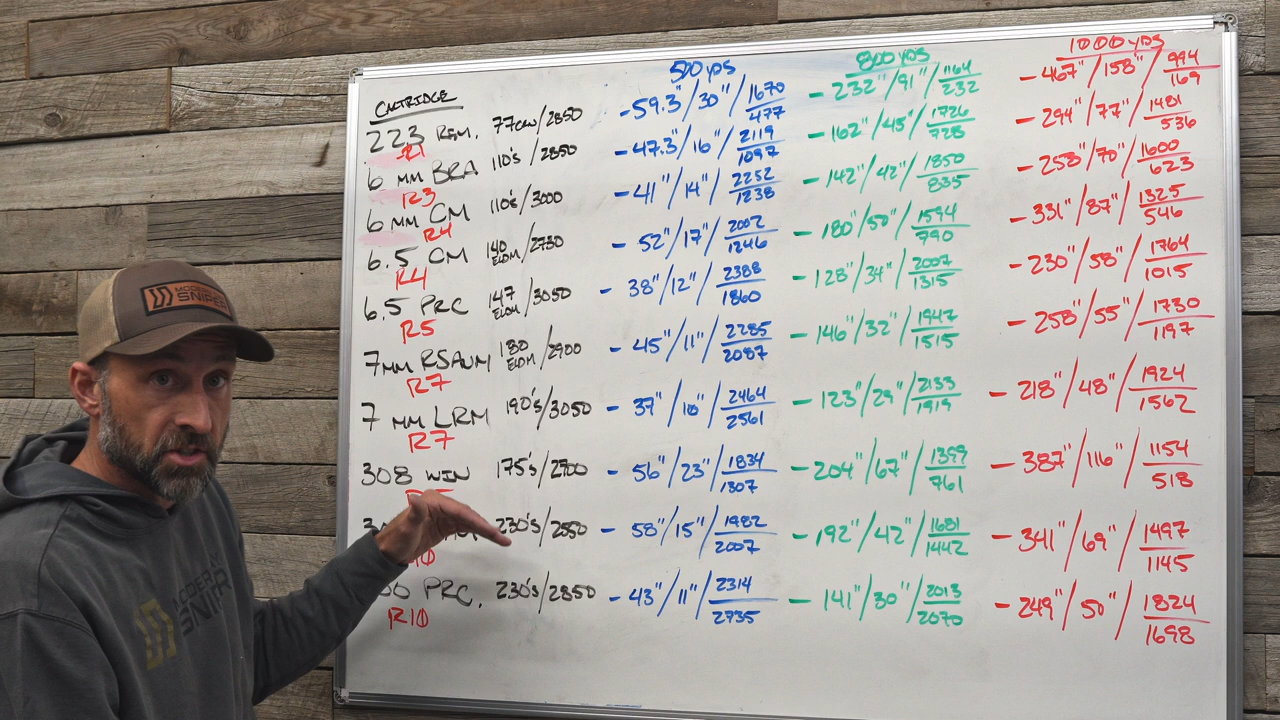 500 yds 800 yds 1000 yds
CARTRIDGE
223 REM. 77 /2850 -59.3"/30"/1670/477 -232"/91"/1164/232 -467"/158"/994/169
R1
6 MM BRA 110's/2850 -47.3"/16"/2119/1097 -162"/45"/1726/728 -294"/77"/1481/536
R3
6 MM CM 110's/3000 -41"/14"/2252/1238 -142"/42"/1850/835 -258"/70"/1600/623
R4
6.5 CM 140 ELDM/2730 -52"/17"/2002/1246 -180"/50"/1594/790 -331"/87"/1325/546
R4
6.5 PRC 147 ELDM/3050 -38"/12"/2388/1860 -128"/34"/2007/1315 -230"/58"/1764/1015
R5
7MM RSAUM 180 ELDM/2900 -45"/11"/2285/2087 -146"/32"/1947/1515 -258"/55"/1730/1197
R7
7 MM LRM 190's/3050 -37"/10"/2464/2561 -123"/29"/2133/1919 -218"/48"/1924/1562
R7
308 WIN 175's/2700 -56"/23"/1834/1307 -204"/67"/1399/761 -387"/116"/1154/518
230's/2550 -58"/15"/1982/2007 -192"/42"/1681/1442 -341"/69"/1497/1145
PRC. 230's/2850 -43"/11"/2314/2735 -141"/30"/2013/2070 -249"/50"/1824/1698
R10
MODERN
SNIPER
MODERN
SNIPER